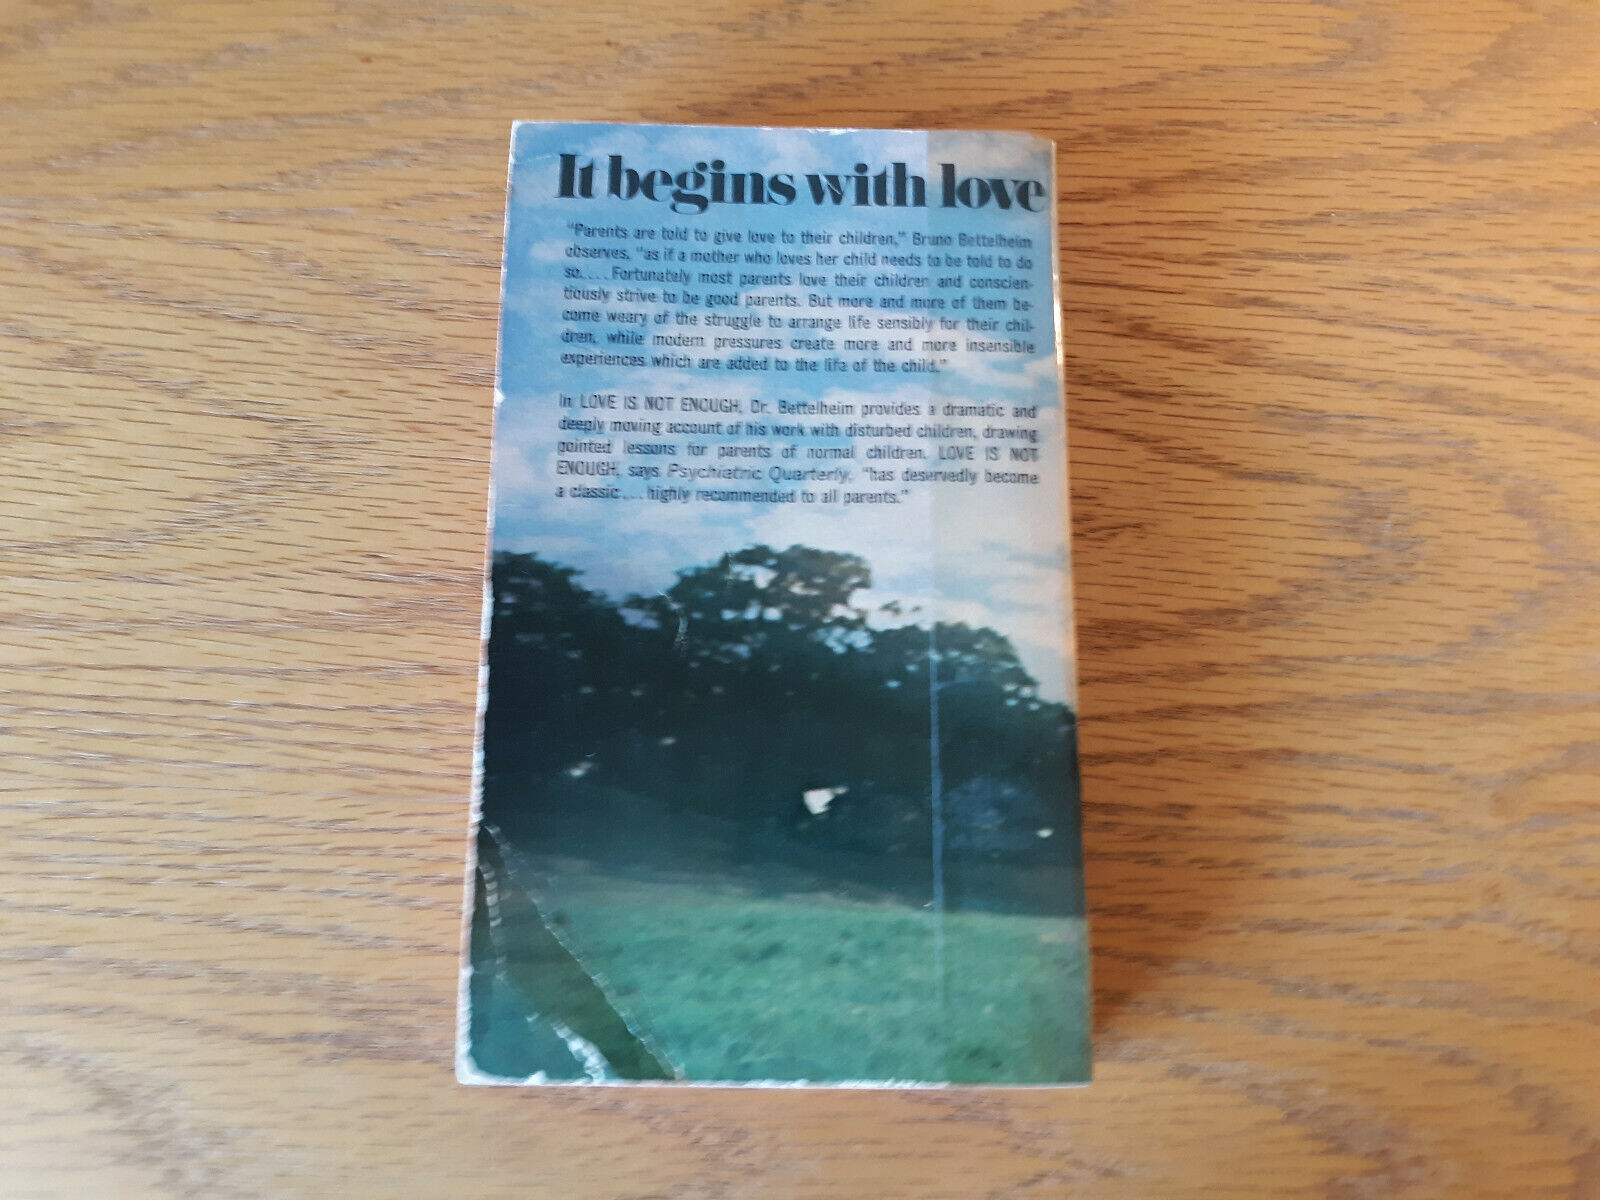 It begins with love
"Parents are told to give love to their children," Bruno Bettelheim
observes, "as if a mother who loves her child needs to be told to do
so.... Fortunately most parents love their children and conscien-
tiously strive to be good parents. But more and more of them be-
come weary of the struggle to arrange life sensibly for their chil-
dren, while modern pressures create more and more insensible
experiences which are added to the life of the child."
In LOVE IS NOT ENOUGH, Dr. Bettelheim provides a dramatic and
deeply moving account of his work with disturbed children, drawing
pointed lessons for parents of normal children. LOVE IS NOT
ENOUGH, says Psychiatric Quarterly, "has deservedly become
a classic ... highly recommended to all parents."